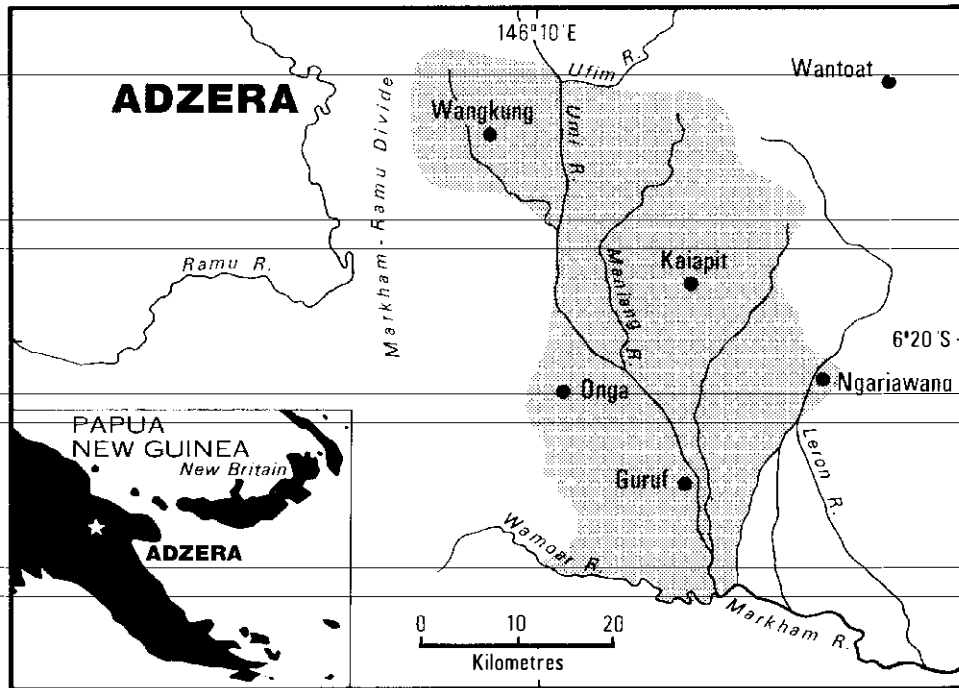 146°10'E
Ufim R.
Wantoat
ADZERA
Markham-Ramu Divide
Wangkung
Umi R.
Ramu R.
Maniang R.
Kaiapit
6°20'S
Onga
Ngariawang
PAPUA
NEW GUINEA
New Britain
Leron R.
Guruf
ADZERA
Wamoar R.
Markham R.
0 10 20
Kilometres